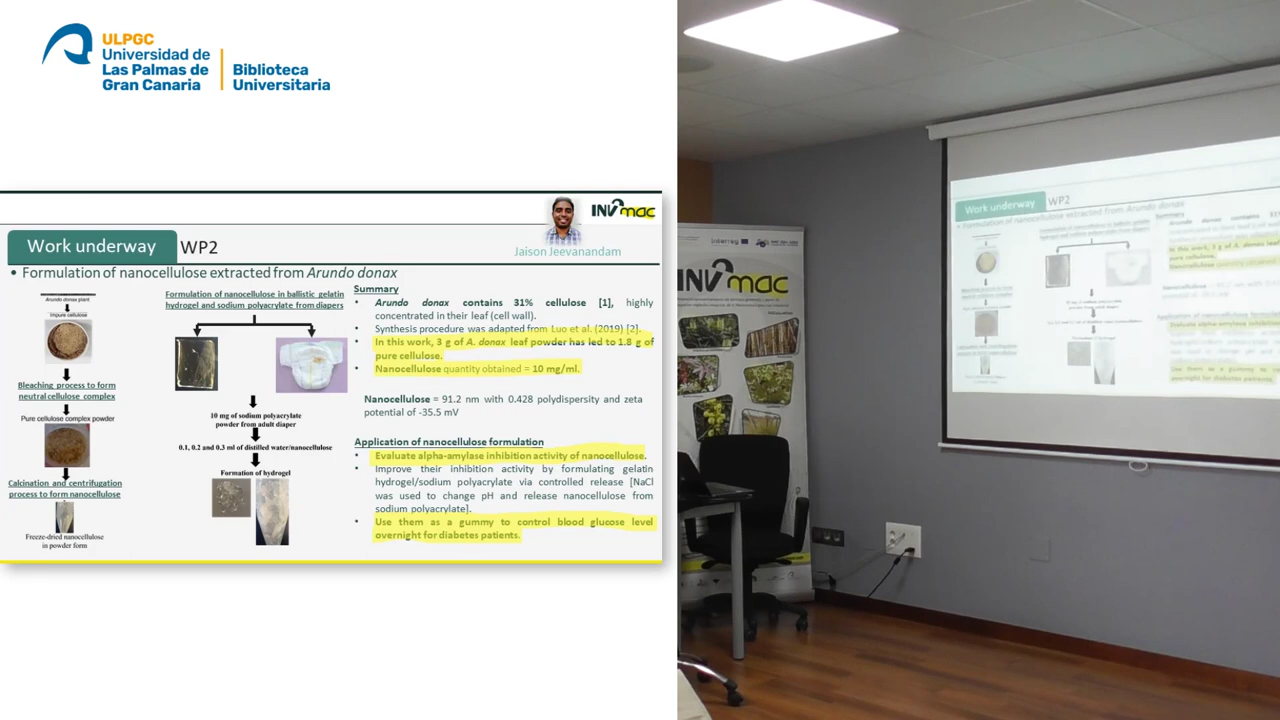 ULPGC
Universidad de
Las Palmas de
Gran Canaria
Biblioteca
Universitaria
INVmac
Work underway
WP2
Jaison Jeevanandam
• Formulation of nanocellulose extracted from Arundo donax
Arundo donax plant
Impure cellulose
Bleaching process to form
neutral cellulose complex
Pure cellulose complex powder
Calcination and centrifugation
process to form nanocellulose
Freeze-dried nanocellulose
in powder form
Formulation of nanocellulose in ballistic gelatin
hydrogel and sodium polyacrylate from diapers
10 mg of sodium polyacrylate
powder from adult diaper
0.1, 0.2 and 0.3 ml of distilled water/nanocellulose
Formation of hydrogel
Summary
• Arundo donax contains 31% cellulose [1], highly
concentrated in their leaf (cell wall).
• Synthesis procedure was adapted from Luo et al. (2019) [2].
• In this work, 3 g of A. donax leaf powder has led to 1.8 g of
pure cellulose.
• Nanocellulose quantity obtained = 10 mg/ml.
Nanocellulose = 91.2 nm with 0.428 polydispersity and zeta
potential of -35.5 mV
Application of nanocellulose formulation
• Evaluate alpha-amylase inhibition activity of nanocellulose.
• Improve their inhibition activity by formulating gelatin
hydrogel/sodium polyacrylate via controlled release [NaCl
was used to change pH and release nanocellulose from
sodium polyacrylate].
• Use them as a gummy to control blood glucose level
overnight for diabetes patients.
Interreg
INVmac
Work underway
WP2
• Formulation of nanocellulose extracted from Arundo donax
Summary